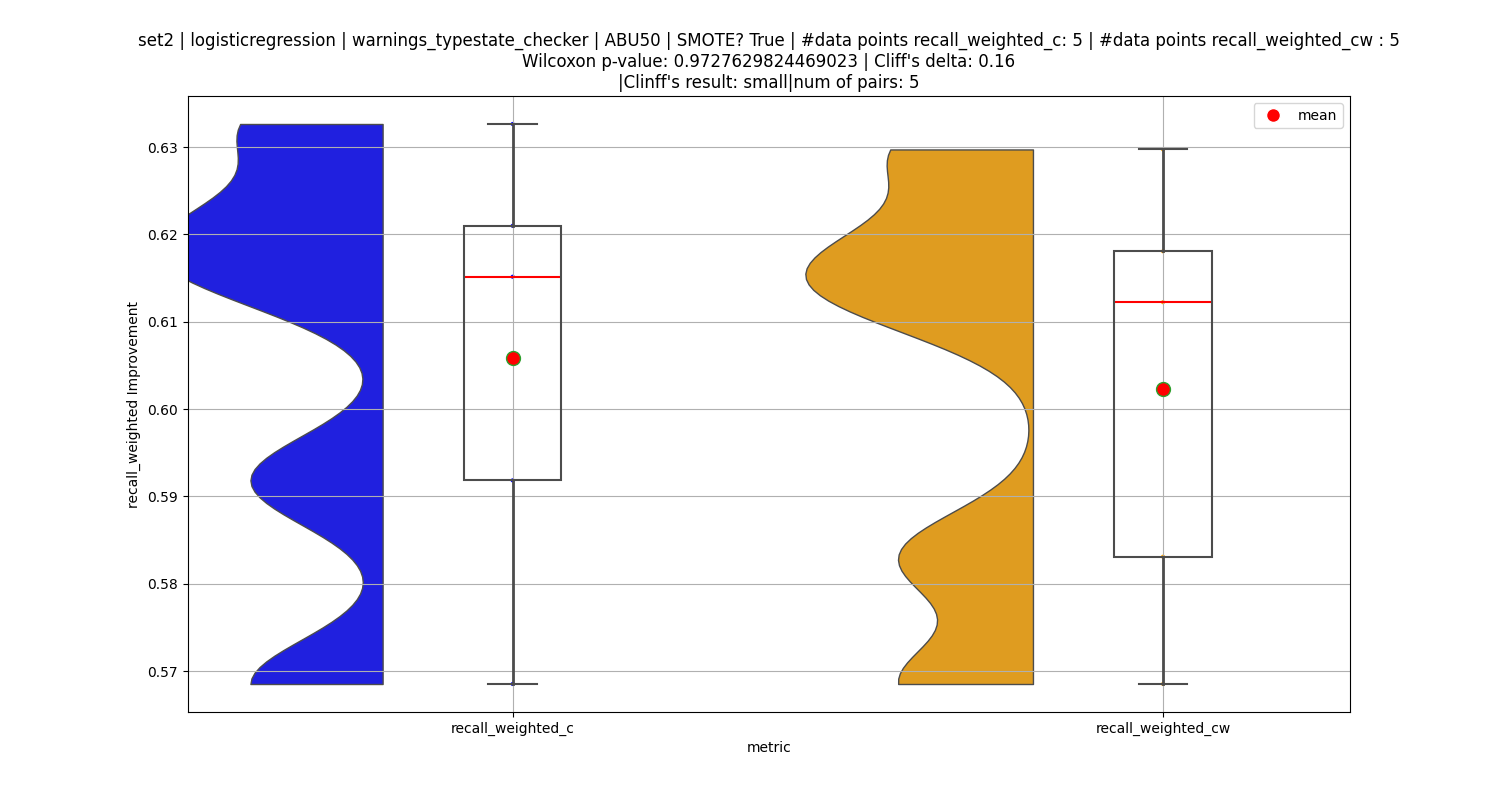 set2 | logisticregression | warnings_typestate_checker | ABU50 | SMOTE? True | #data points recall_weighted_c: 5 | #data points recall_weighted_cw : 5
Wilcoxon p-value: 0.9727629824469023 | Cliff's delta: 0.16
|Clinff's result: small|num of pairs: 5
mean
0.63
0.62
0.61
0.60
0.59
0.58
0.57
recall_weighted Improvement
recall_weighted_c
recall_weighted_cw
metric